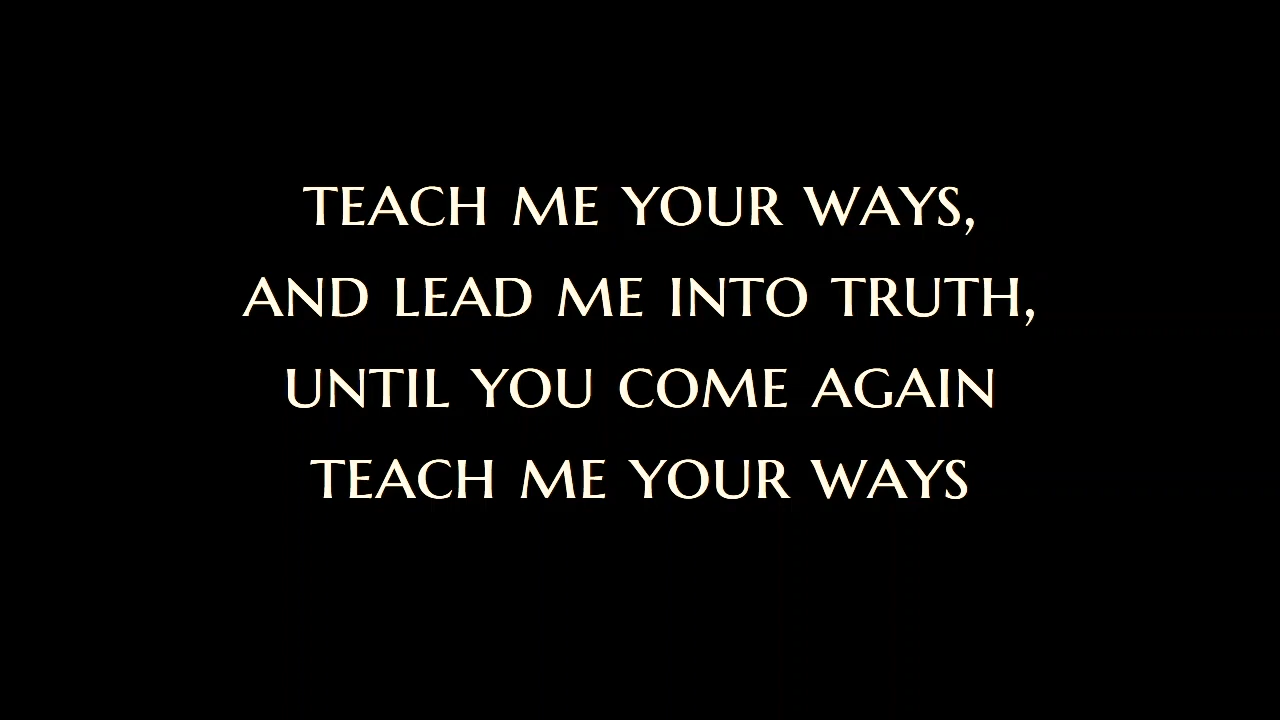 TEACH ME YOUR WAYS,
AND LEAD ME INTO TRUTH,
UNTIL YOU COME AGAIN
TEACH ME YOUR WAYS